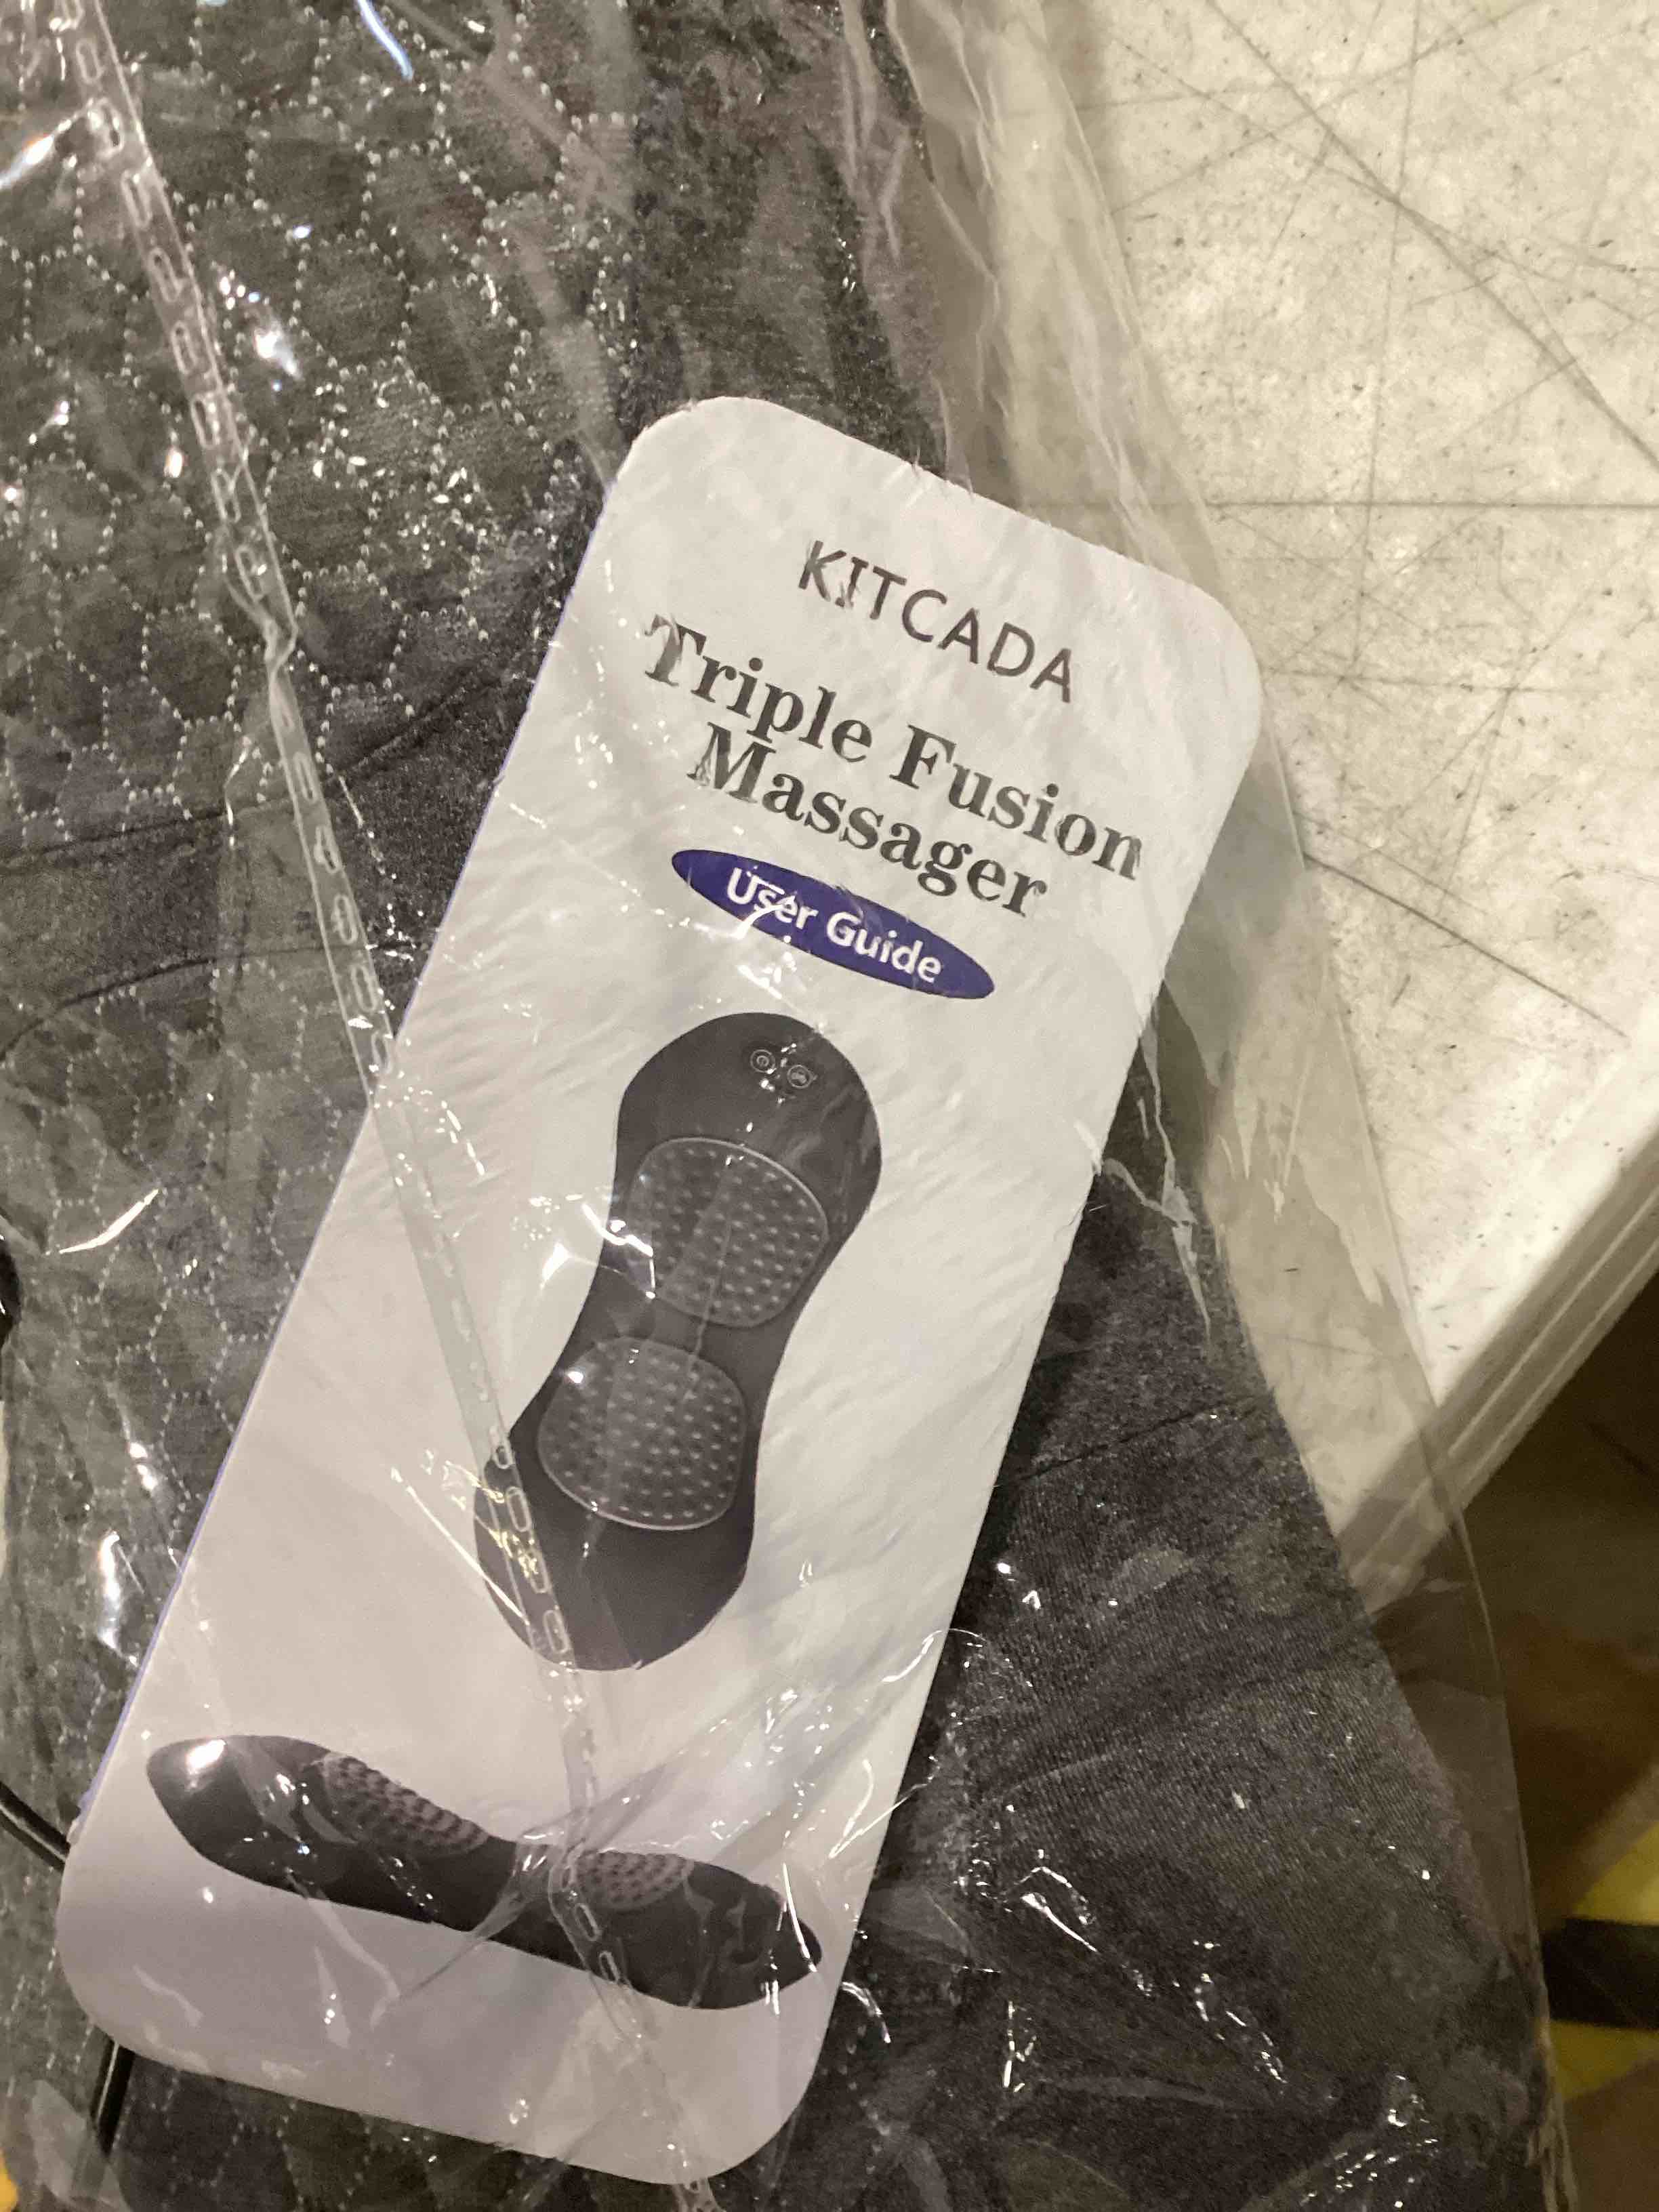 KITCADA
Triple Fusion
Massager
User Guide